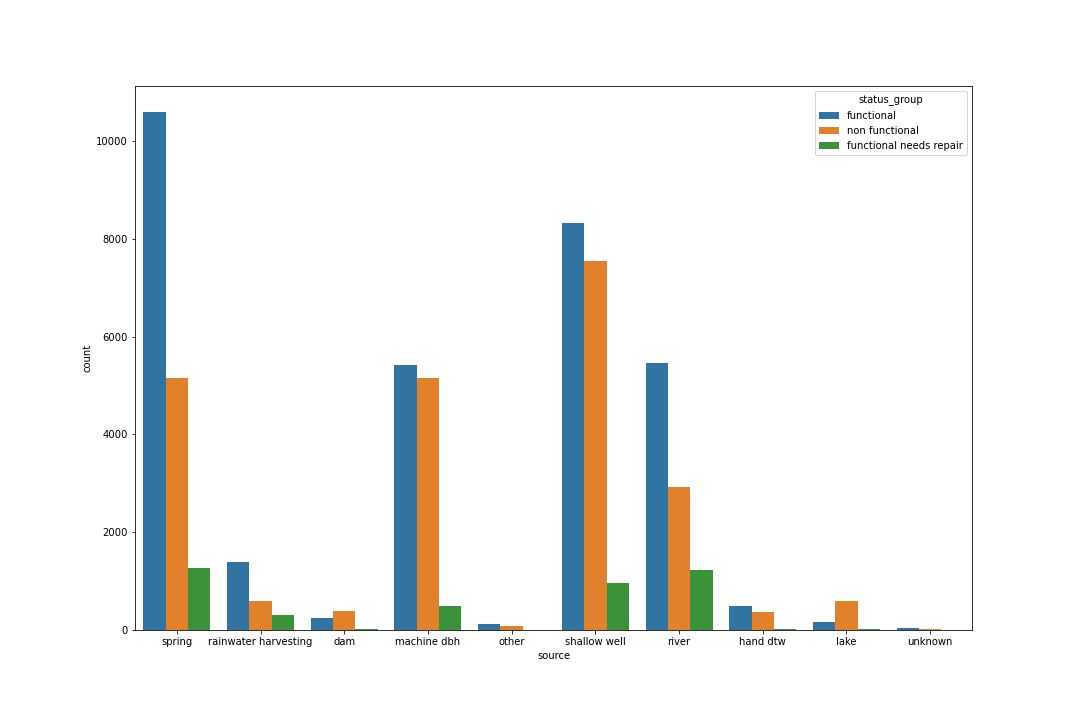 status_group
functional
non functional
functional needs repair
10000
8000
6000
4000
2000
0
count
spring rainwater harvesting dam machine dbh other shallow well river hand dtw lake unknown
source